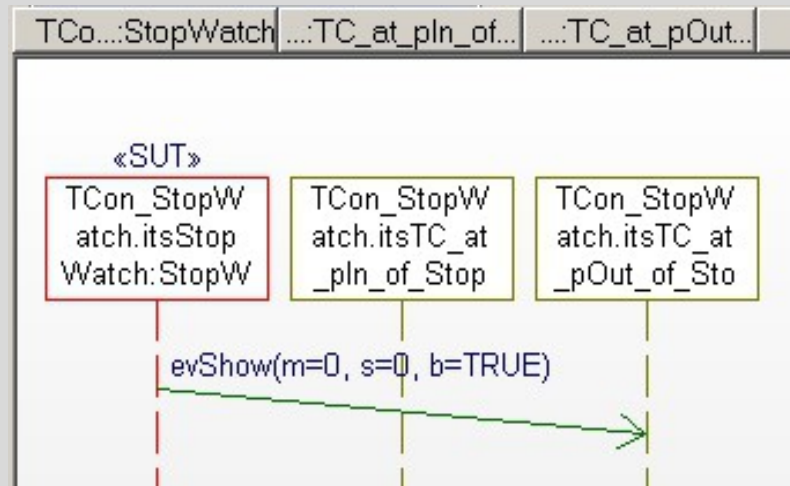 TCo...:StopWatch ...:TC_at_pIn_of... ...:TC_at_pOut...
«SUT»
TCon_StopW
atch.itsStop
Watch:StopW
TCon_StopW
atch.itsTC_at
_pIn_of_Stop
TCon_StopW
atch.itsTC_at
_pOut_of_Sto
evShow(m=0, s=0, b=TRUE)